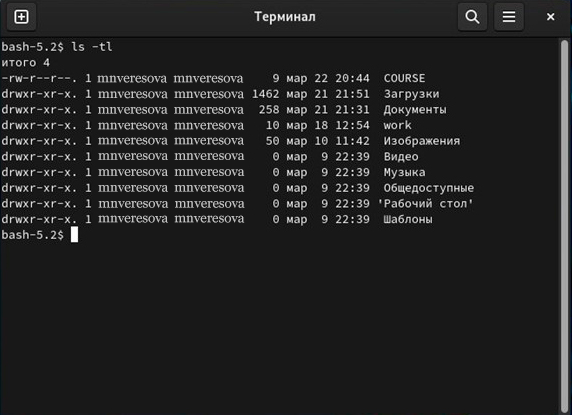 Терминал
bash-5.2$ ls -tl
итого 4
-rw-r--r--. 1 mnveresova mnveresova 9 мар 22 20:44 COURSE
drwxr-xr-x. 1 mnveresova mnveresova 1462 мар 21 21:51 Загрузки
drwxr-xr-x. 1 mnveresova mnveresova 258 мар 21 21:31 Документы
drwxr-xr-x. 1 mnveresova mnveresova 10 мар 18 12:54 work
drwxr-xr-x. 1 mnveresova mnveresova 50 мар 10 11:42 Изображения
drwxr-xr-x. 1 mnveresova mnveresova 0 мар 9 22:39 Видео
drwxr-xr-x. 1 mnveresova mnveresova 0 мар 9 22:39 Музыка
drwxr-xr-x. 1 mnveresova mnveresova 0 мар 9 22:39 Общедоступные
drwxr-xr-x. 1 mnveresova mnveresova 0 мар 9 22:39 'Рабочий стол'
drwxr-xr-x. 1 mnveresova mnveresova 0 мар 9 22:39 Шаблоны
bash-5.2$